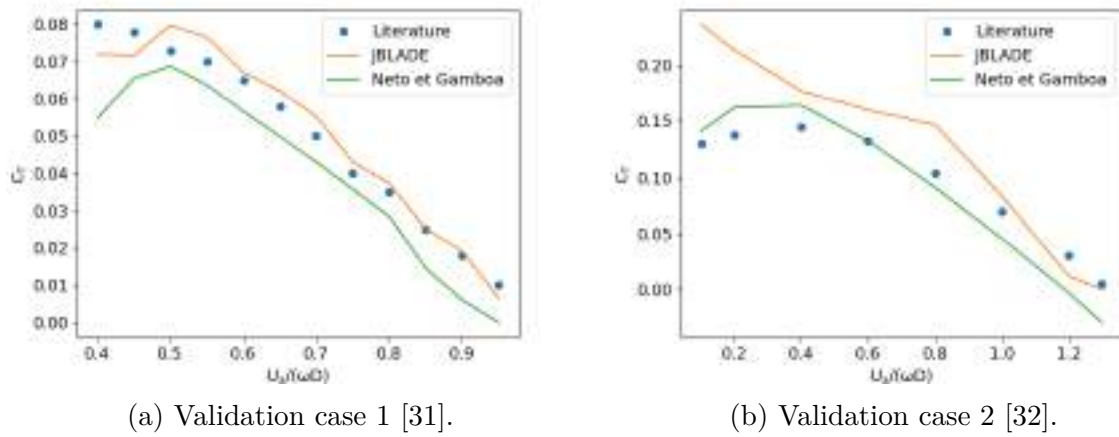 0.08
0.07
0.06
0.05
0.04
0.03
0.02
0.01
0.00
C_T
0.4 0.5 0.6 0.7 0.8 0.9
U_a/(ωD)
Literature
JBLADE
Neto et Gamboa
(a) Validation case 1 [31].
0.20
0.15
0.10
0.05
0.00
C_T
0.2 0.4 0.6 0.8 1.0 1.2
U_a/(ωD)
Literature
JBLADE
Neto et Gamboa
(b) Validation case 2 [32].